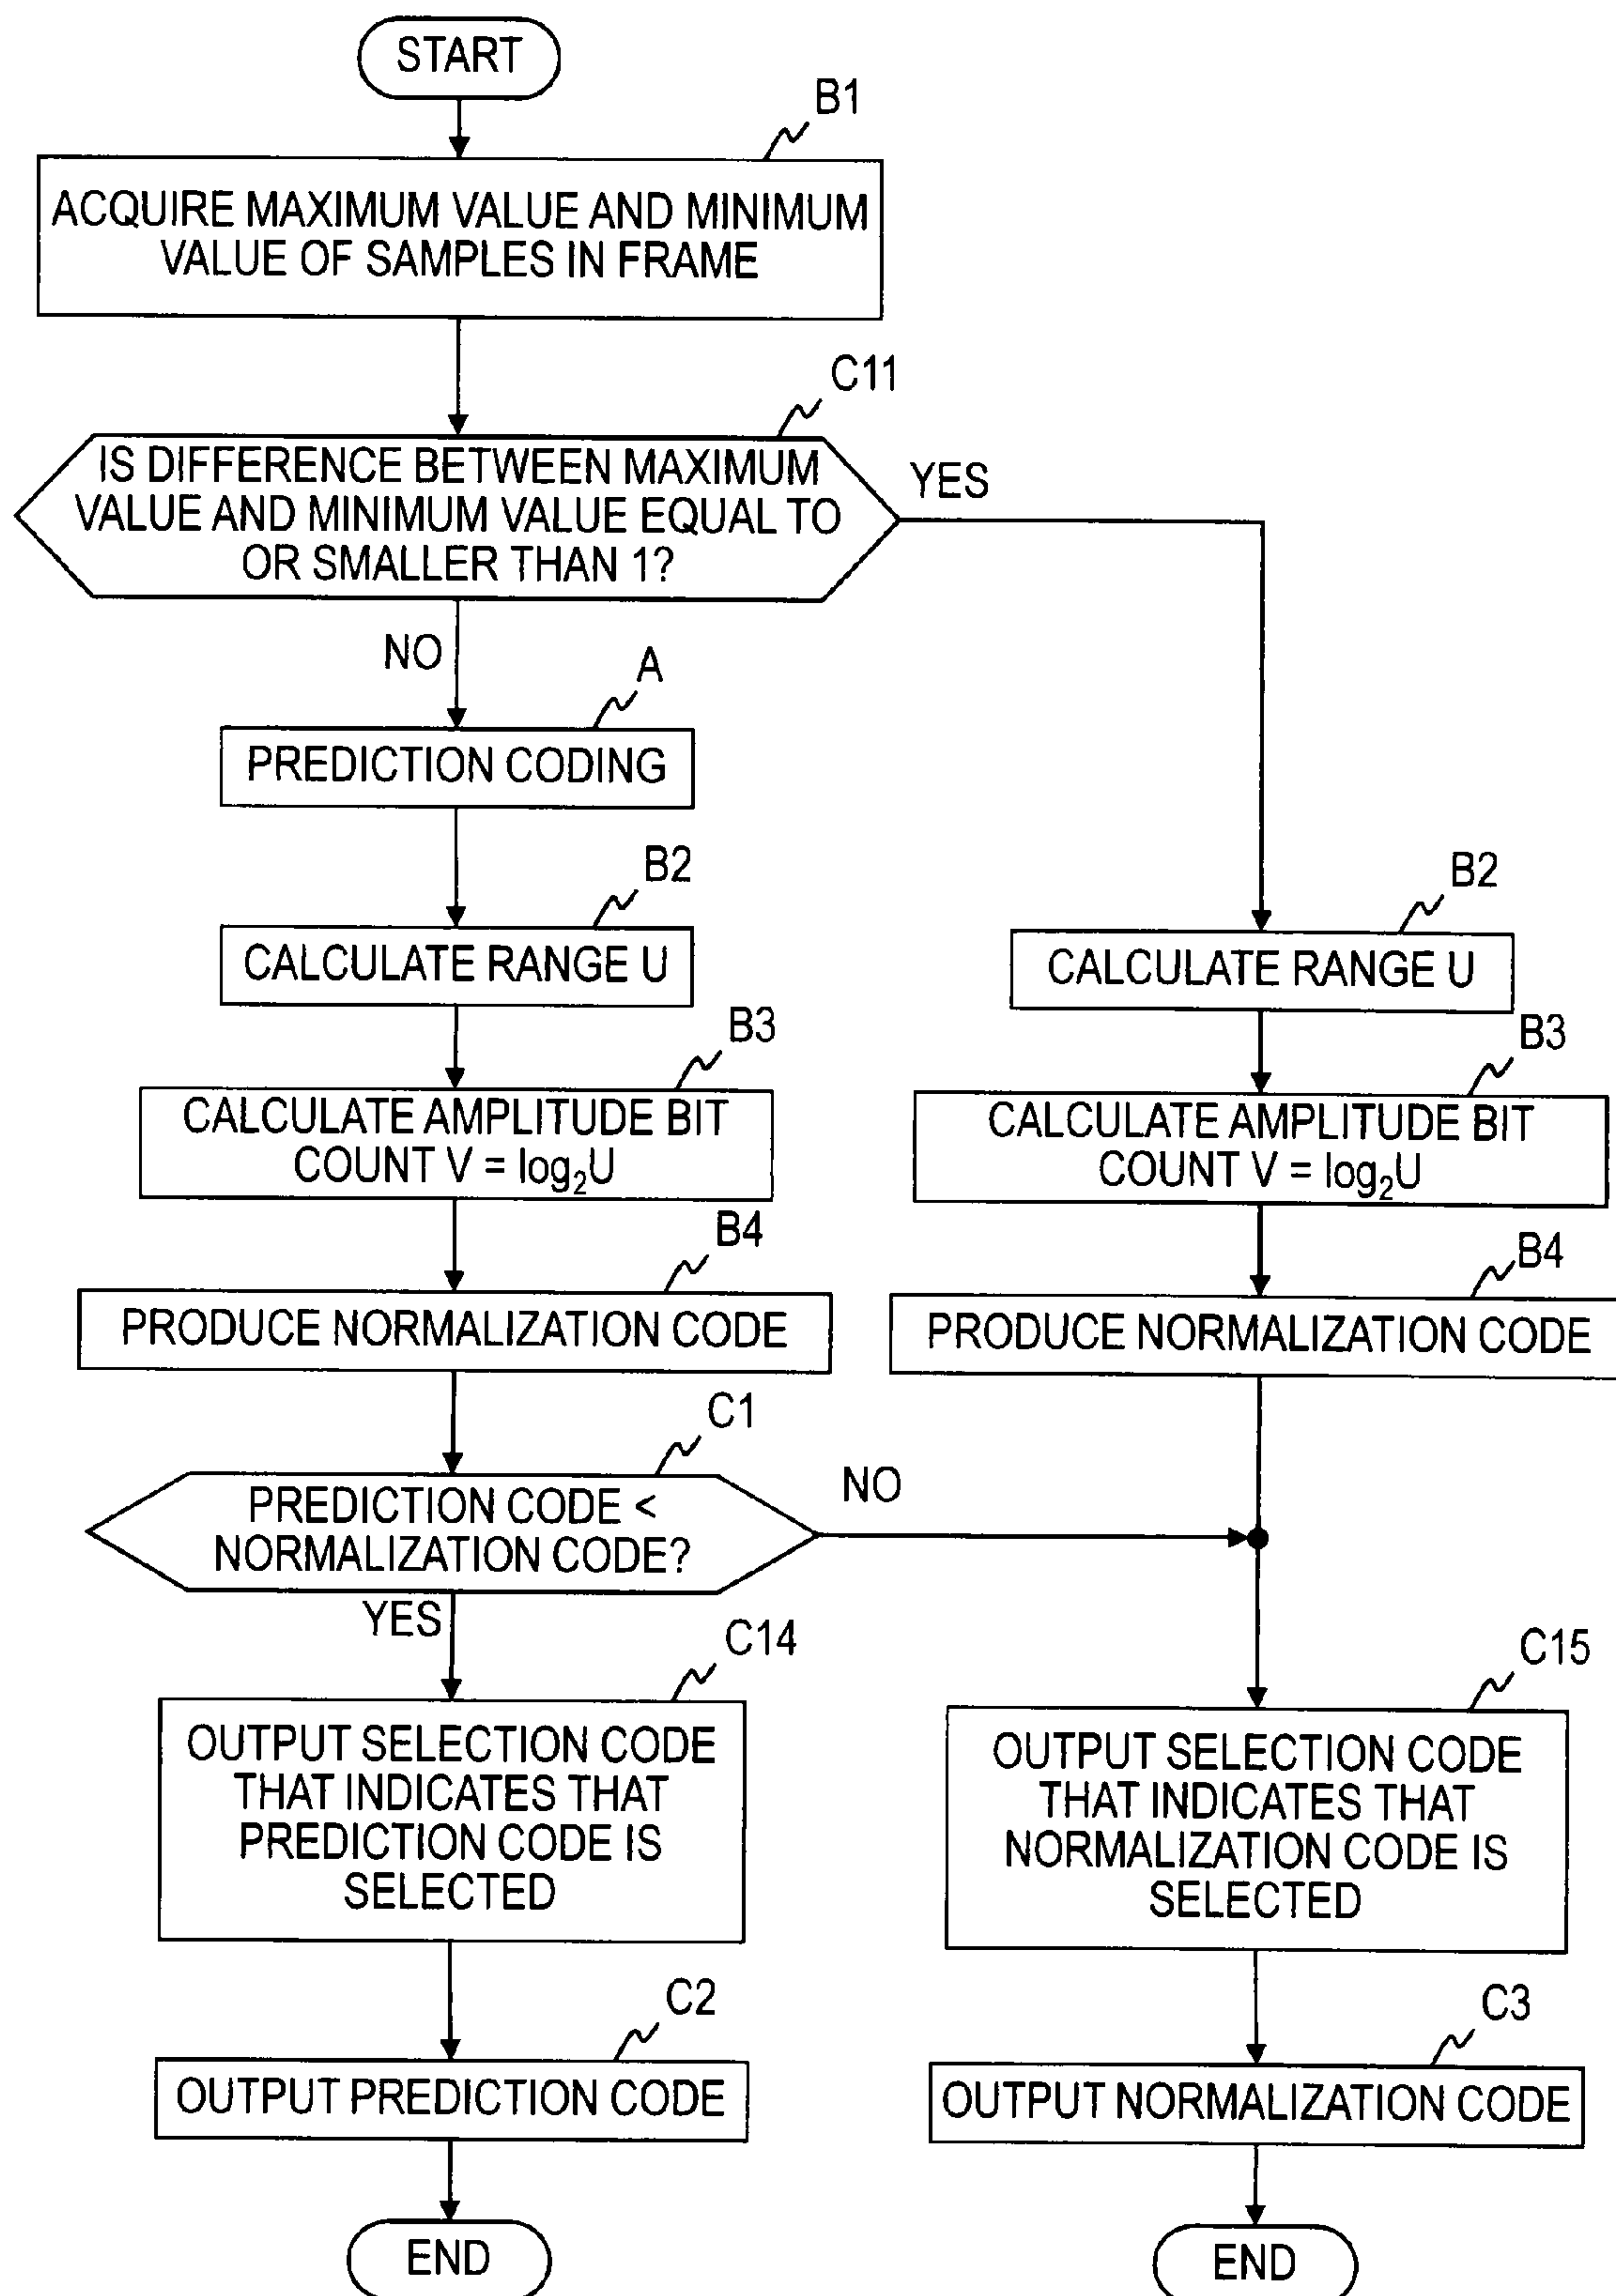 START
B1
ACQUIRE MAXIMUM VALUE AND MINIMUM
VALUE OF SAMPLES IN FRAME
C11
IS DIFFERENCE BETWEEN MAXIMUM
VALUE AND MINIMUM VALUE EQUAL TO
OR SMALLER THAN 1?
YES
NO
A
PREDICTION CODING
B2
CALCULATE RANGE U
B3
CALCULATE AMPLITUDE BIT
COUNT V = log₂U
B4
PRODUCE NORMALIZATION CODE
B2
CALCULATE RANGE U
B3
CALCULATE AMPLITUDE BIT
COUNT V = log₂U
B4
PRODUCE NORMALIZATION CODE
C1
PREDICTION CODE <
NORMALIZATION CODE?
NO
YES
C14
OUTPUT SELECTION CODE
THAT INDICATES THAT
PREDICTION CODE IS
SELECTED
C2
OUTPUT PREDICTION CODE
END
C15
OUTPUT SELECTION CODE
THAT INDICATES THAT
NORMALIZATION CODE IS
SELECTED
C3
OUTPUT NORMALIZATION CODE
END